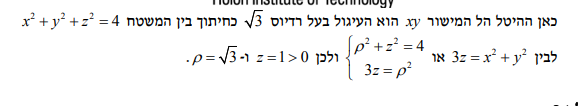 Holon Institute of Technology
כאן ההיטל הל המישור xy הוא העיגול בעל רדיוס √3 כחיתוך בין המשטח x² + y² + z² = 4
לבין 3z = x² + y² או { ρ² + z² = 4 ולכן z = 1 > 0 ו- ρ = √3 .
3z = ρ²